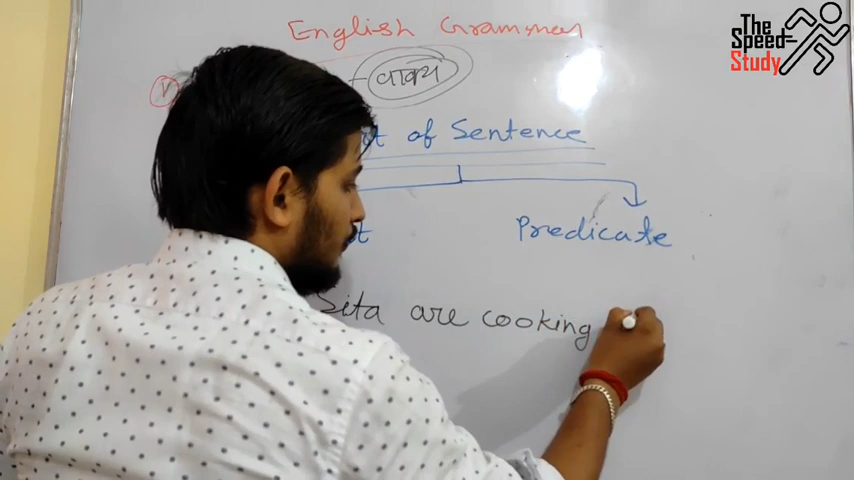 English Grammar
वाक्य
of Sentence
Predicate
Sita are cooking
The
Speed
Study